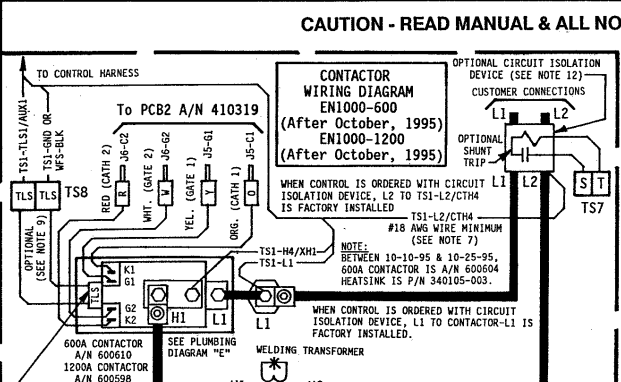 CAUTION - READ MANUAL & ALL NO
TO CONTROL HARNESS
CONTACTOR
WIRING DIAGRAM
EN1000-600
(After October, 1995)
EN1000-1200
(After October, 1995)
OPTIONAL CIRCUIT ISOLATION
DEVICE (SEE NOTE 12)
CUSTOMER CONNECTIONS
L1 L2
OPTIONAL
SHUNT
TRIP
L1 L2
S T
TS7
TS1-TLS1/AUX1
TS1-GND OR
WFS-BLK
To PCB2 A/N 410319
RED (CATH 2)
J6-C2
WHT. (GATE 2)
J6-G2
YEL. (GATE 1)
J5-G1
ORG. (CATH 1)
J5-C1
R
W
Y
O
TLS TLS TS8
OPTIONAL
(SEE NOTE 9)
WHEN CONTROL IS ORDERED WITH CIRCUIT
ISOLATION DEVICE, L2 TO TS1-L2/CTH4
IS FACTORY INSTALLED
TS1-L2/CTH4
#18 AWG WIRE MINIMUM
(SEE NOTE 7)
TS1-H4/XH1
TS1-L1
NOTE:
BETWEEN 10-10-95 & 10-25-95,
600A CONTACTOR IS A/N 600604
HEATSINK IS P/N 340105-003.
K1
G1
TLS
G2
K2
H1
L1
L1
WHEN CONTROL IS ORDERED WITH CIRCUIT
ISOLATION DEVICE, L1 TO CONTACTOR-L1 IS
FACTORY INSTALLED.
600A CONTACTOR
A/N 600610
1200A CONTACTOR
A/N 600598
SEE PLUMBING
DIAGRAM "E"
WELDING TRANSFORMER